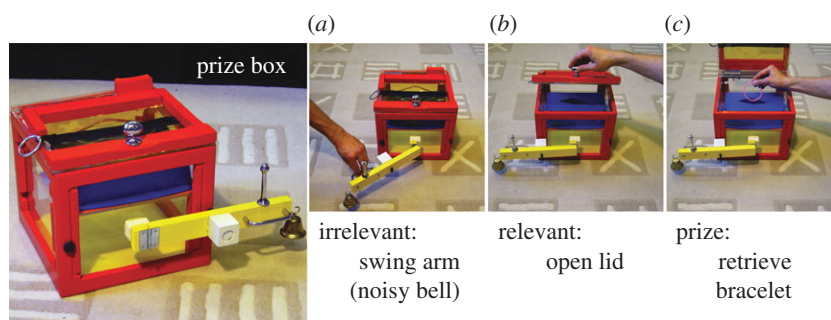 (a)
(b)
(c)
prize box
irrelevant:
swing arm
(noisy bell)
relevant:
open lid
prize:
retrieve
bracelet